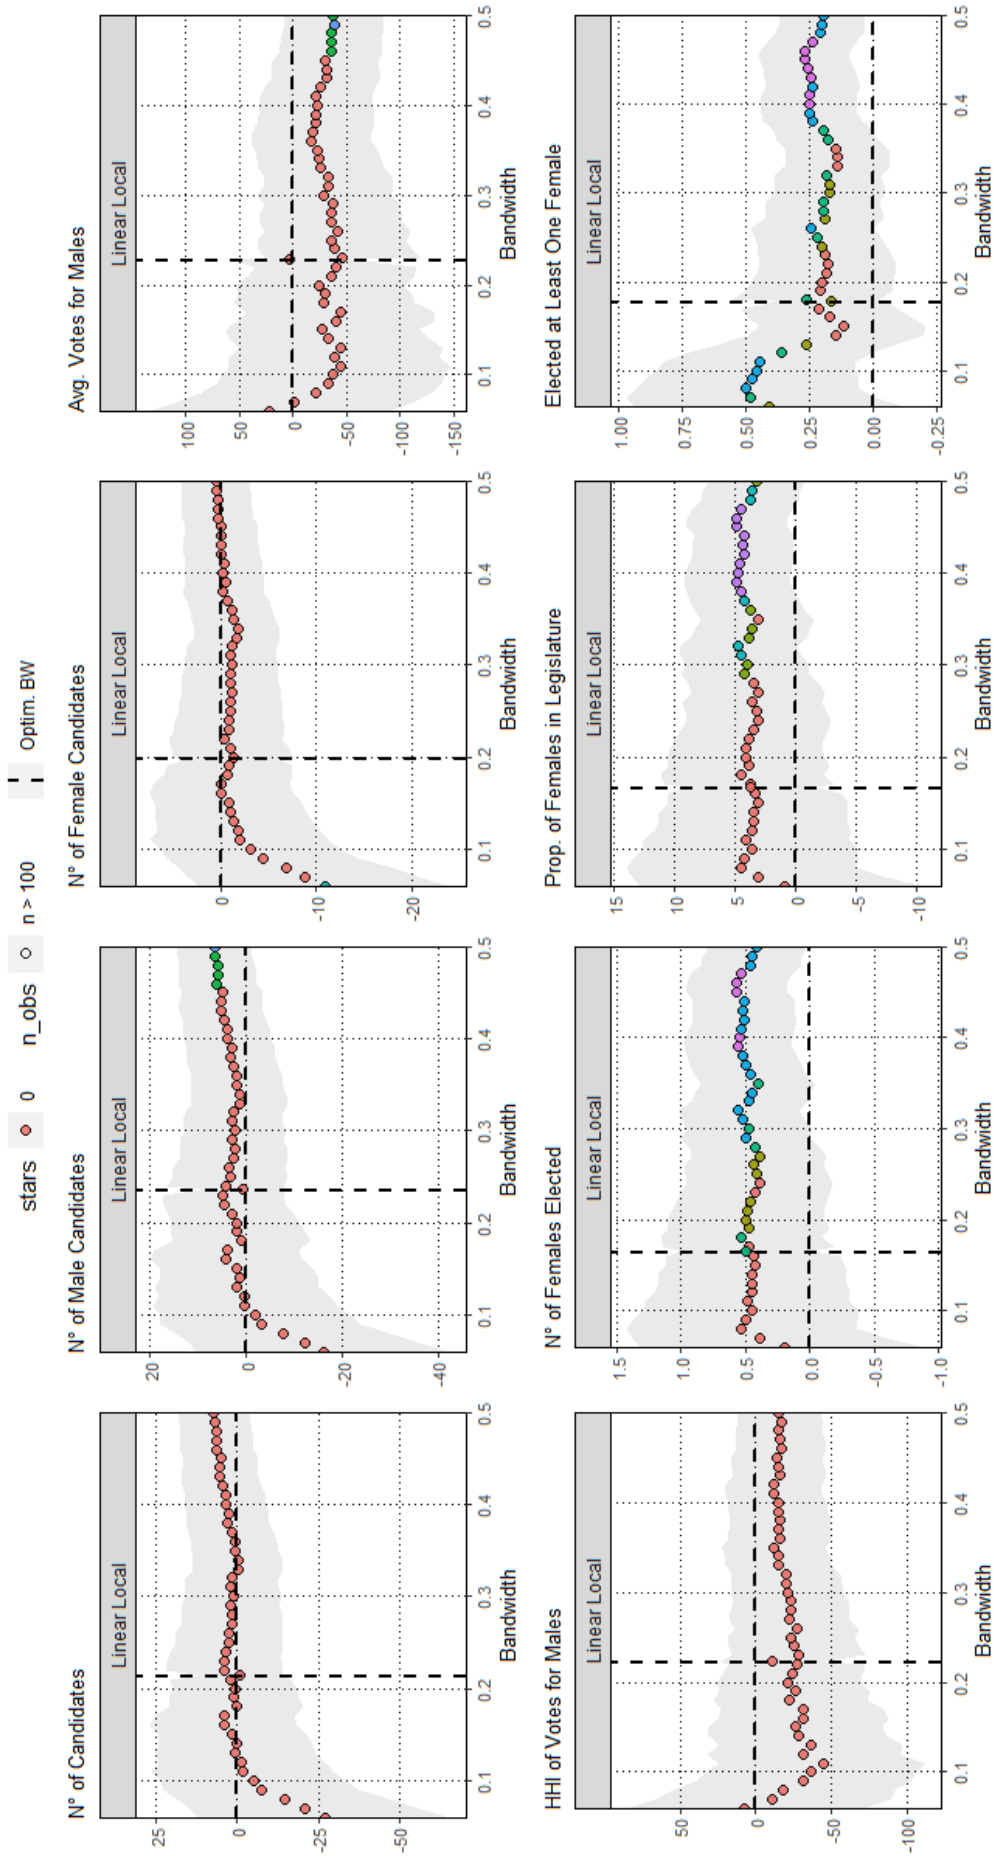 stars 0 n_obs n > 100 Optim. BW
N° of Candidates
Linear Local
25
0
-25
-50
0.1 0.2 0.3 0.4 0.5
Bandwidth
N° of Male Candidates
Linear Local
20
0
-20
-40
0.1 0.2 0.3 0.4 0.5
Bandwidth
N° of Female Candidates
Linear Local
0
-10
-20
0.1 0.2 0.3 0.4 0.5
Bandwidth
Avg. Votes for Males
Linear Local
100
50
0
-50
-100
-150
0.1 0.2 0.3 0.4 0.5
Bandwidth
HHI of Votes for Males
Linear Local
50
0
-50
-100
0.1 0.2 0.3 0.4 0.5
Bandwidth
N° of Females Elected
Linear Local
1.5
1.0
0.5
0.0
-0.5
-1.0
0.1 0.2 0.3 0.4 0.5
Bandwidth
Prop. of Females in Legislature
Linear Local
15
10
5
0
-5
-10
0.1 0.2 0.3 0.4 0.5
Bandwidth
Elected at Least One Female
Linear Local
1.00
0.75
0.50
0.25
0.00
-0.25
0.1 0.2 0.3 0.4 0.5
Bandwidth